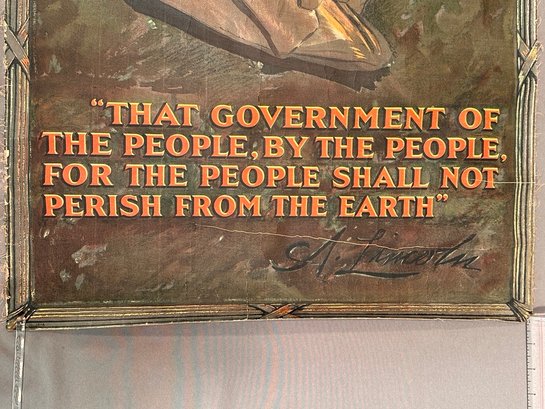 “THAT GOVERNMENT OF
THE PEOPLE, BY THE PEOPLE,
FOR THE PEOPLE SHALL NOT
PERISH FROM THE EARTH”
A. Lincoln